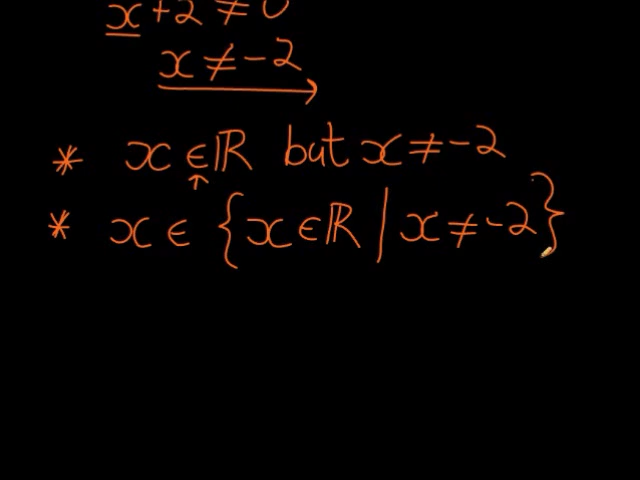 x + 2 ≠ 0
x ≠ -2
* x ∈ ℝ but x ≠ -2
* x ∈ {x ∈ ℝ | x ≠ -2}